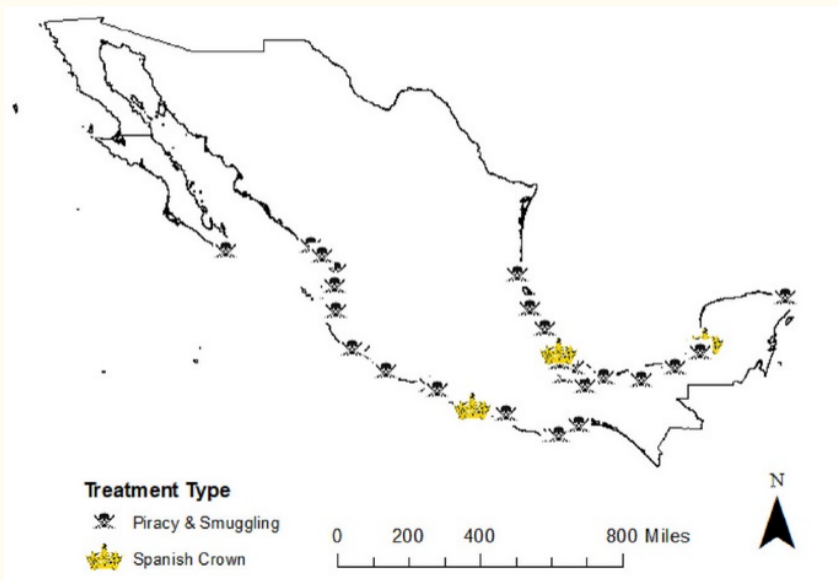 N
Treatment Type
Piracy & Smuggling
Spanish Crown
0 200 400 800 Miles